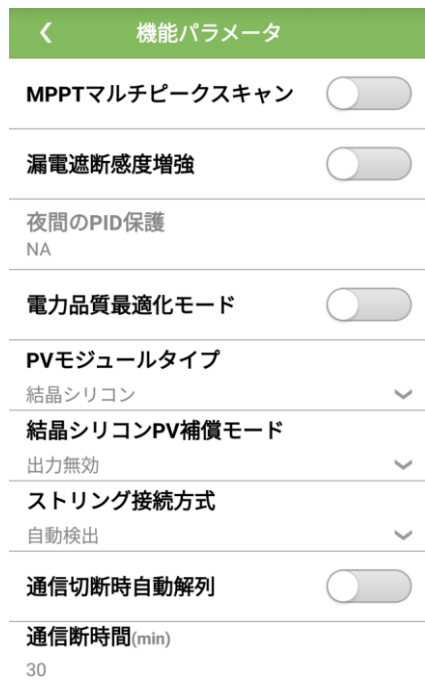 機能パラメータ
MPPTマルチピークスキャン
漏電遮断感度増強
夜間のPID保護
NA
電力品質最適化モード
PVモジュールタイプ
結晶シリコン
結晶シリコンPV補償モード
出力無効
ストリング接続方式
自動検出
通信切断時自動解列
通信断時間(min)
30